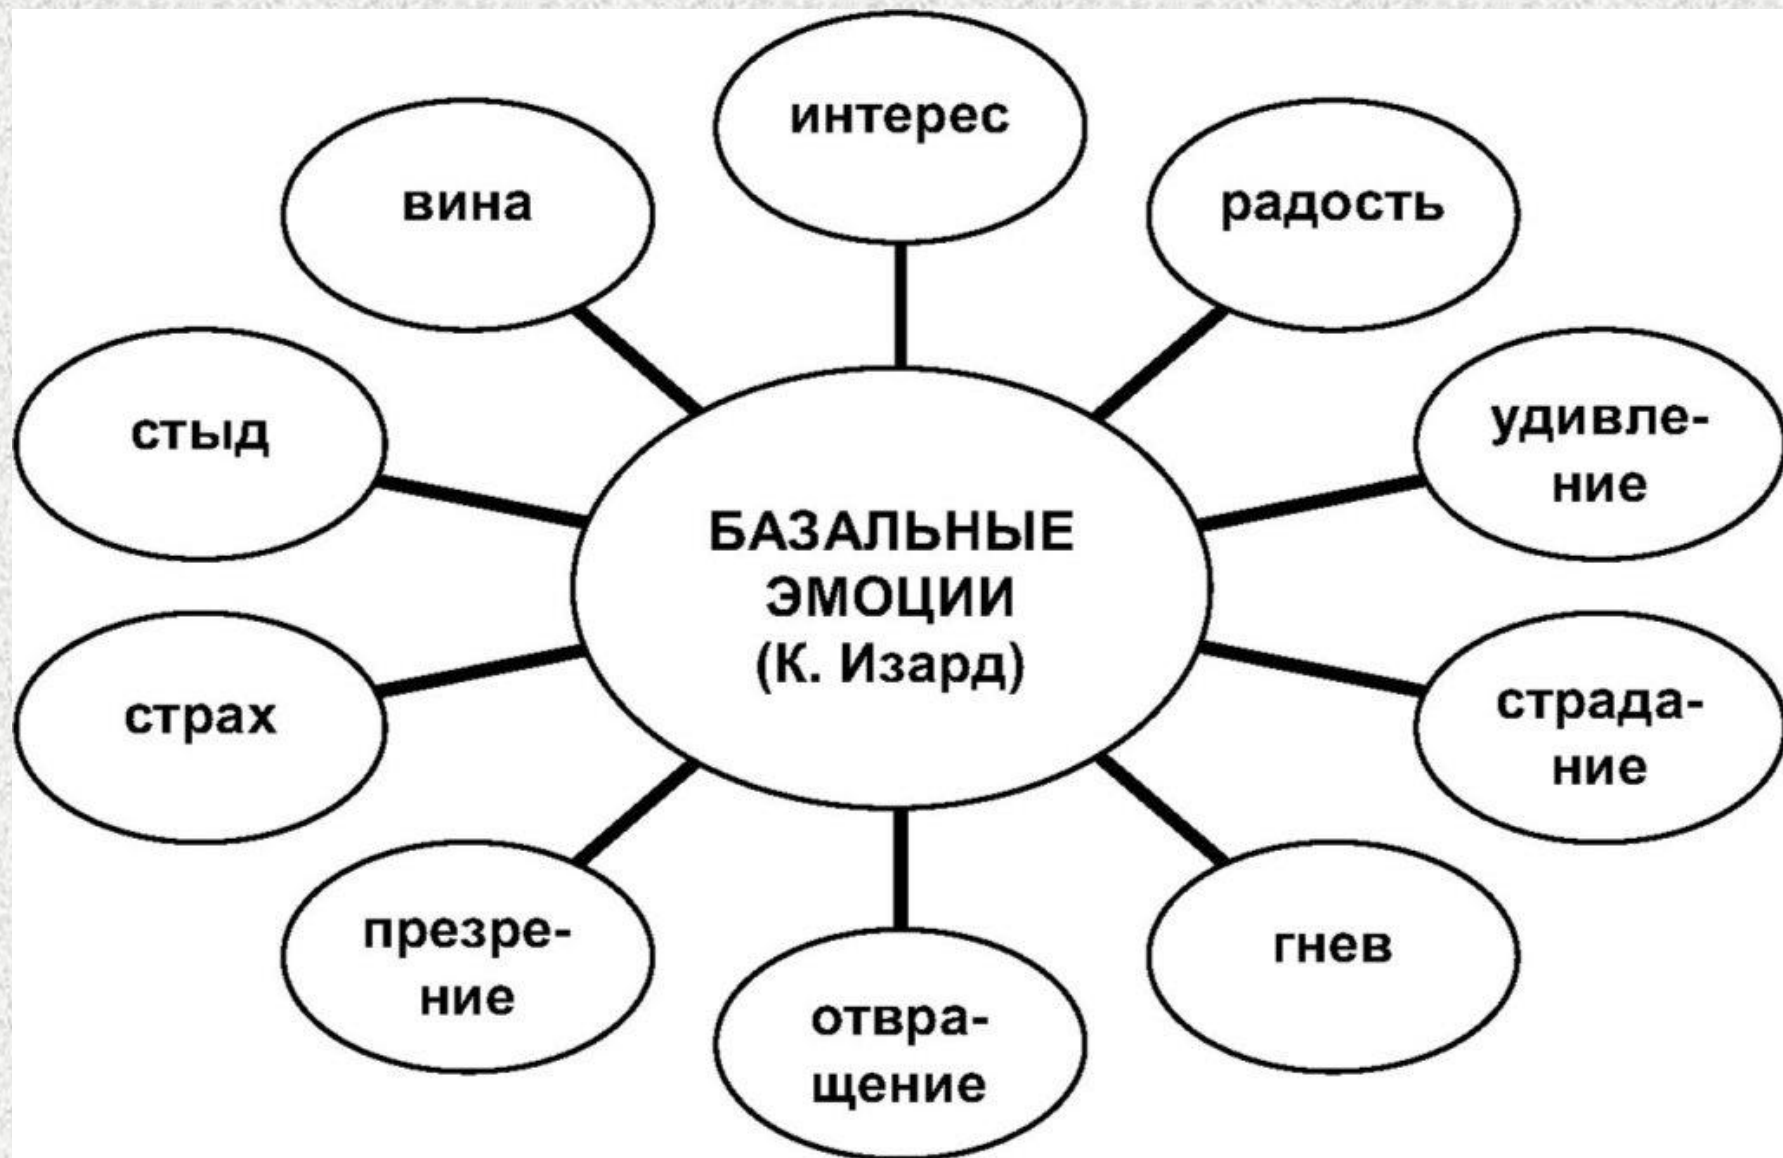 интерес
вина
радость
стыд
удивле-
ние
БАЗАЛЬНЫЕ
ЭМОЦИИ
(К. Изард)
страх
страда-
ние
презре-
ние
гнев
отвра-
щение